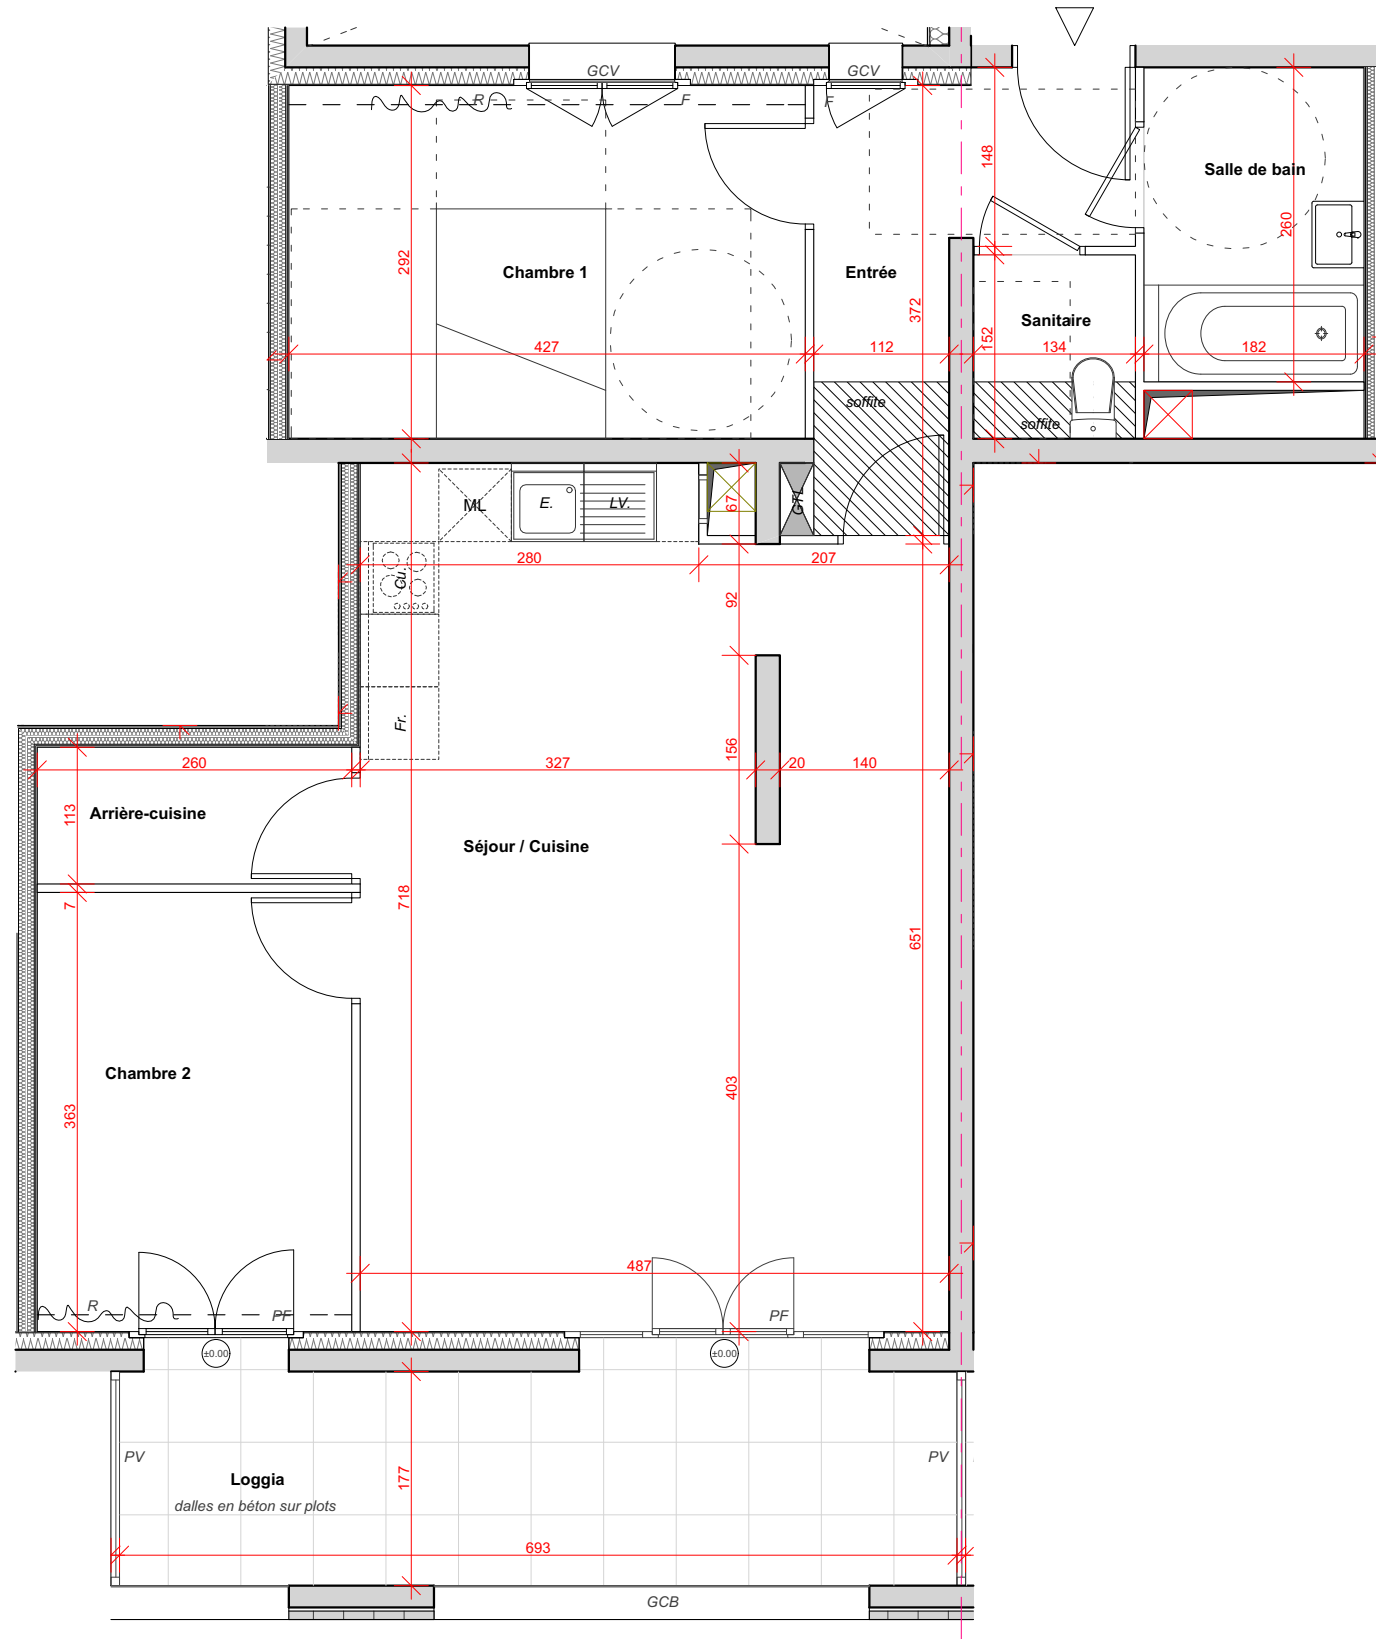 GCV
GCV
R
F
F
148
Salle de bain
260
292
Chambre 1
Entrée
372
Sanitaire
152
427
112
134
182
soffite
soffite
ML
E.
LV.
67
GTL
280
207
Cu.
92
Fr.
156
260
327
20
140
113
Arrière-cuisine
Séjour / Cuisine
7
718
651
Chambre 2
403
363
487
R
PF
PF
±0.00
±0.00
PV
PV
Loggia
177
dalles en béton sur plots
693
GCB